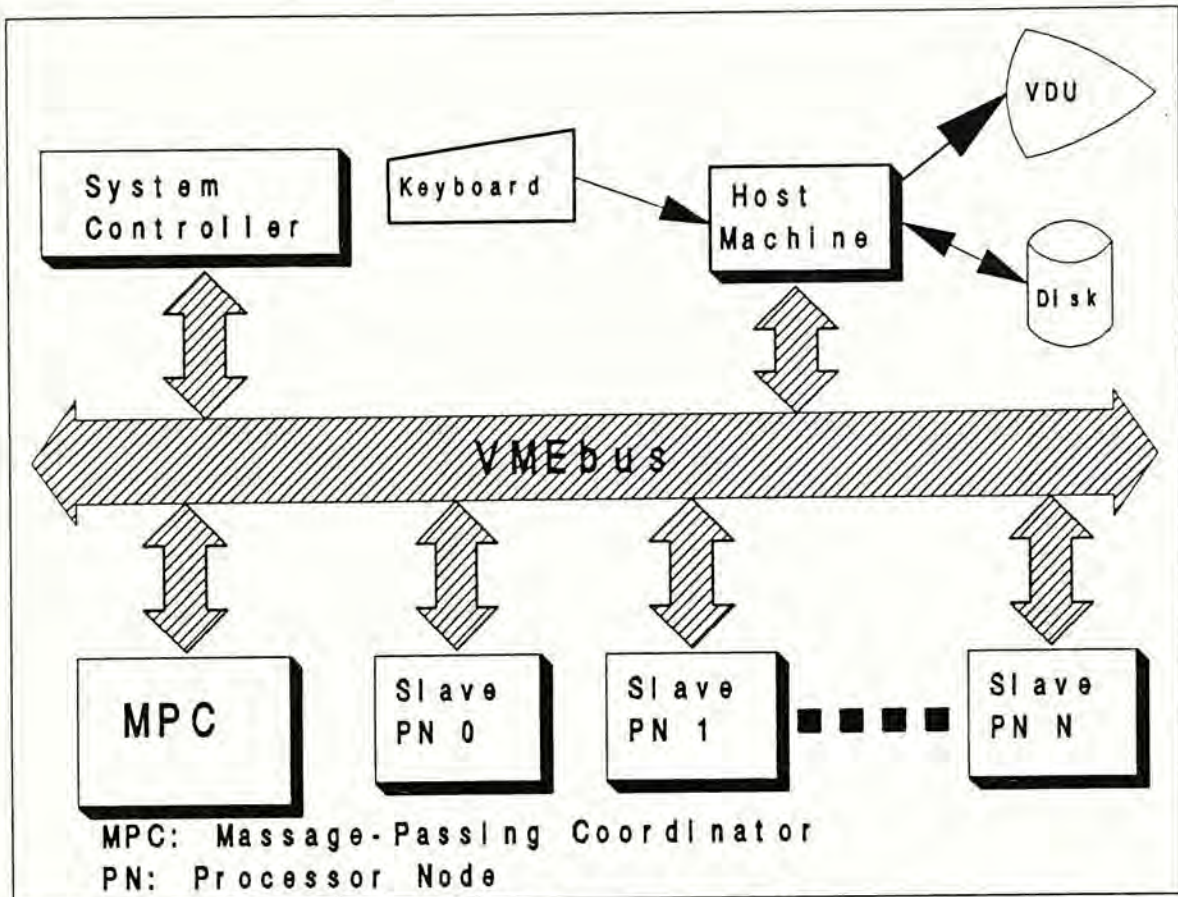 VDU
System
Controller
Keyboard
Host
Machine
Disk
VMEbus
MPC
Slave
PN 0
Slave
PN 1
Slave
PN N
MPC: Massage-Passing Coordinator
PN: Processor Node